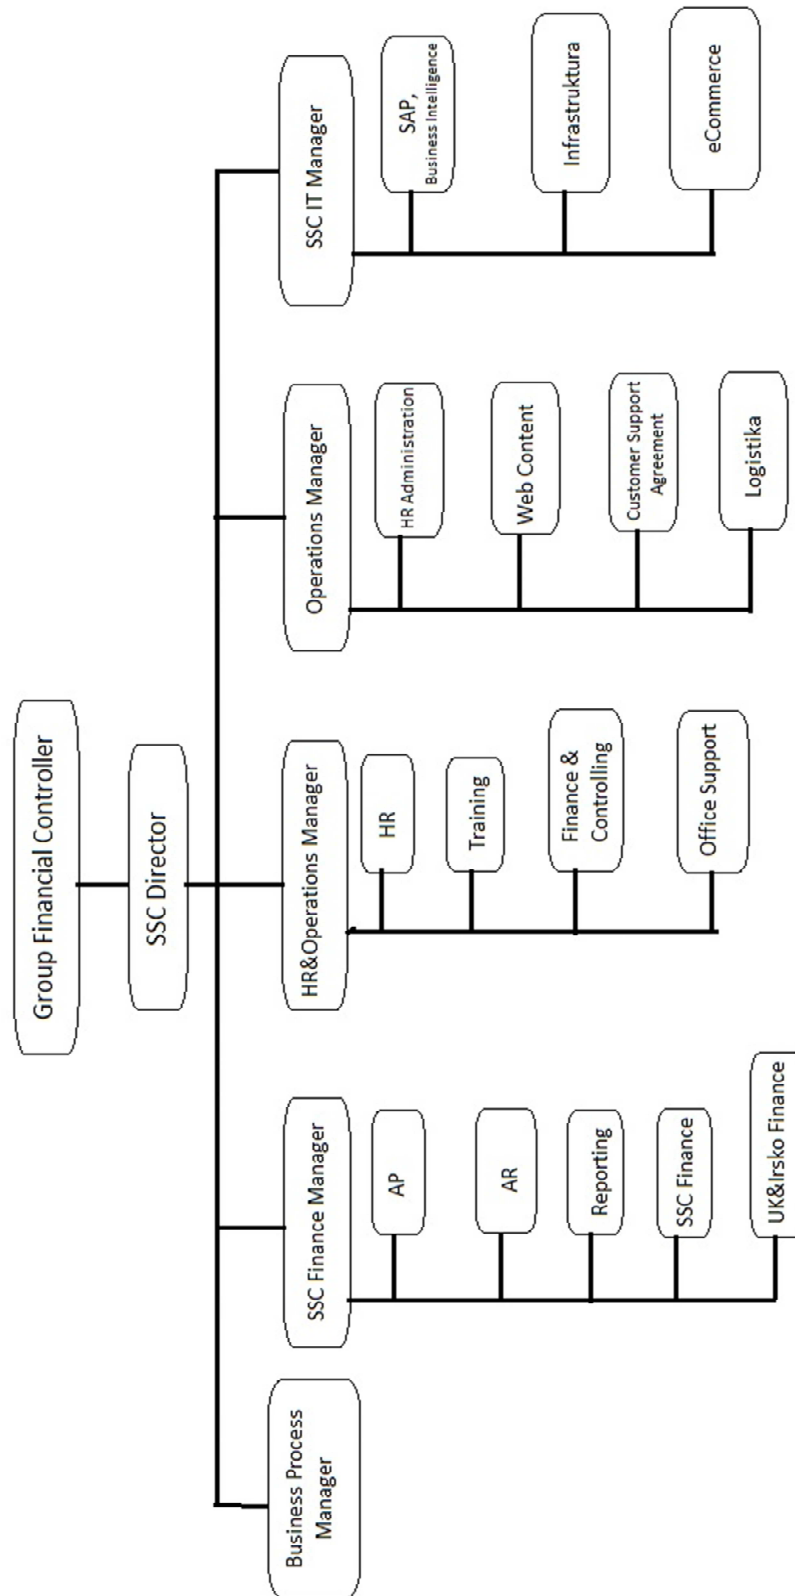 Group Financial Controller
SSC Director
Business Process
Manager
SSC Finance Manager
AP
AR
Reporting
SSC Finance
UK&Irsko Finance
HR&Operations Manager
HR
Training
Finance &
Controlling
Office Support
Operations Manager
HR Administration
Web Content
Customer Support
Agreement
Logistika
SSC IT Manager
SAP,
Business Intelligence
Infrastruktura
eCommerce